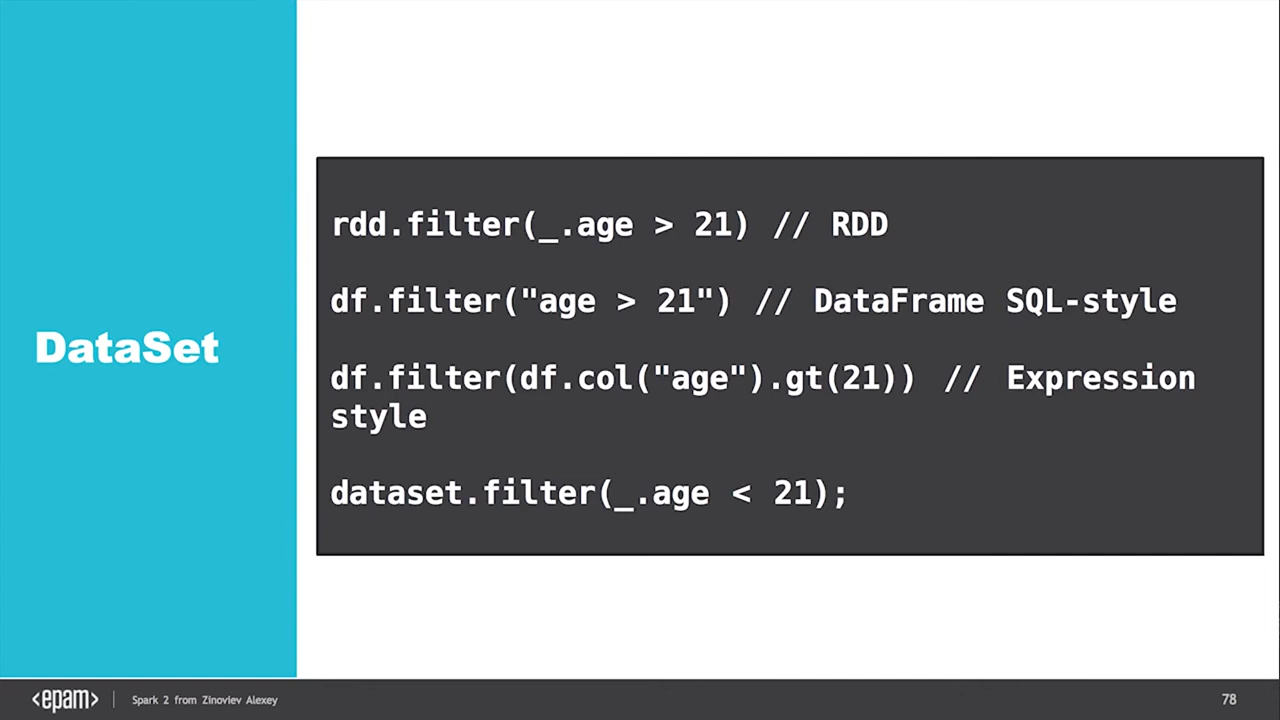 DataSet
rdd.filter(_.age > 21) // RDD
df.filter("age > 21") // DataFrame SQL-style
df.filter(df.col("age").gt(21)) // Expression
style
dataset.filter(_.age < 21);
<epam>
Spark 2 from Zinoviev Alexey
78